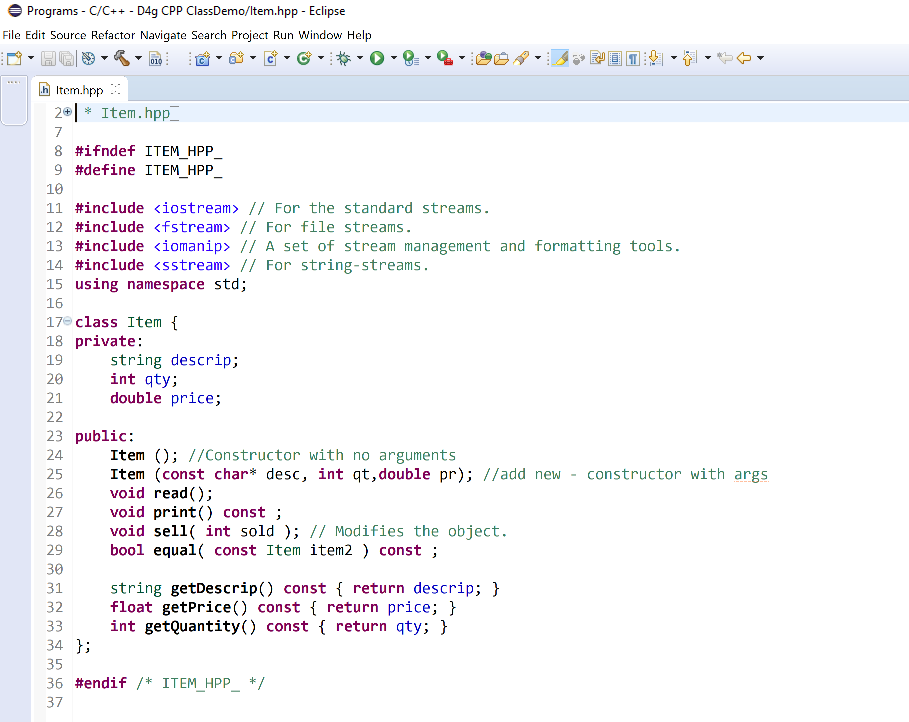 Programs - C/C++ - D4g CPP ClassDemo/Item.hpp - Eclipse
File Edit Source Refactor Navigate Search Project Run Window Help
Item.hpp
2 * Item.hpp
7
8 #ifndef ITEM_HPP_
9 #define ITEM_HPP_
10
11 #include <iostream> // For the standard streams.
12 #include <fstream> // For file streams.
13 #include <iomanip> // A set of stream management and formatting tools.
14 #include <sstream> // For string-streams.
15 using namespace std;
16
17 class Item {
18 private:
19     string descrip;
20     int qty;
21     double price;
22
23 public:
24     Item (); //Constructor with no arguments
25     Item (const char* desc, int qt,double pr); //add new - constructor with args
26     void read();
27     void print() const ;
28     void sell( int sold ); // Modifies the object.
29     bool equal( const Item item2 ) const ;
30
31     string getDescrip() const { return descrip; }
32     float getPrice() const { return price; }
33     int getQuantity() const { return qty; }
34 };
35
36 #endif /* ITEM_HPP_ */
37